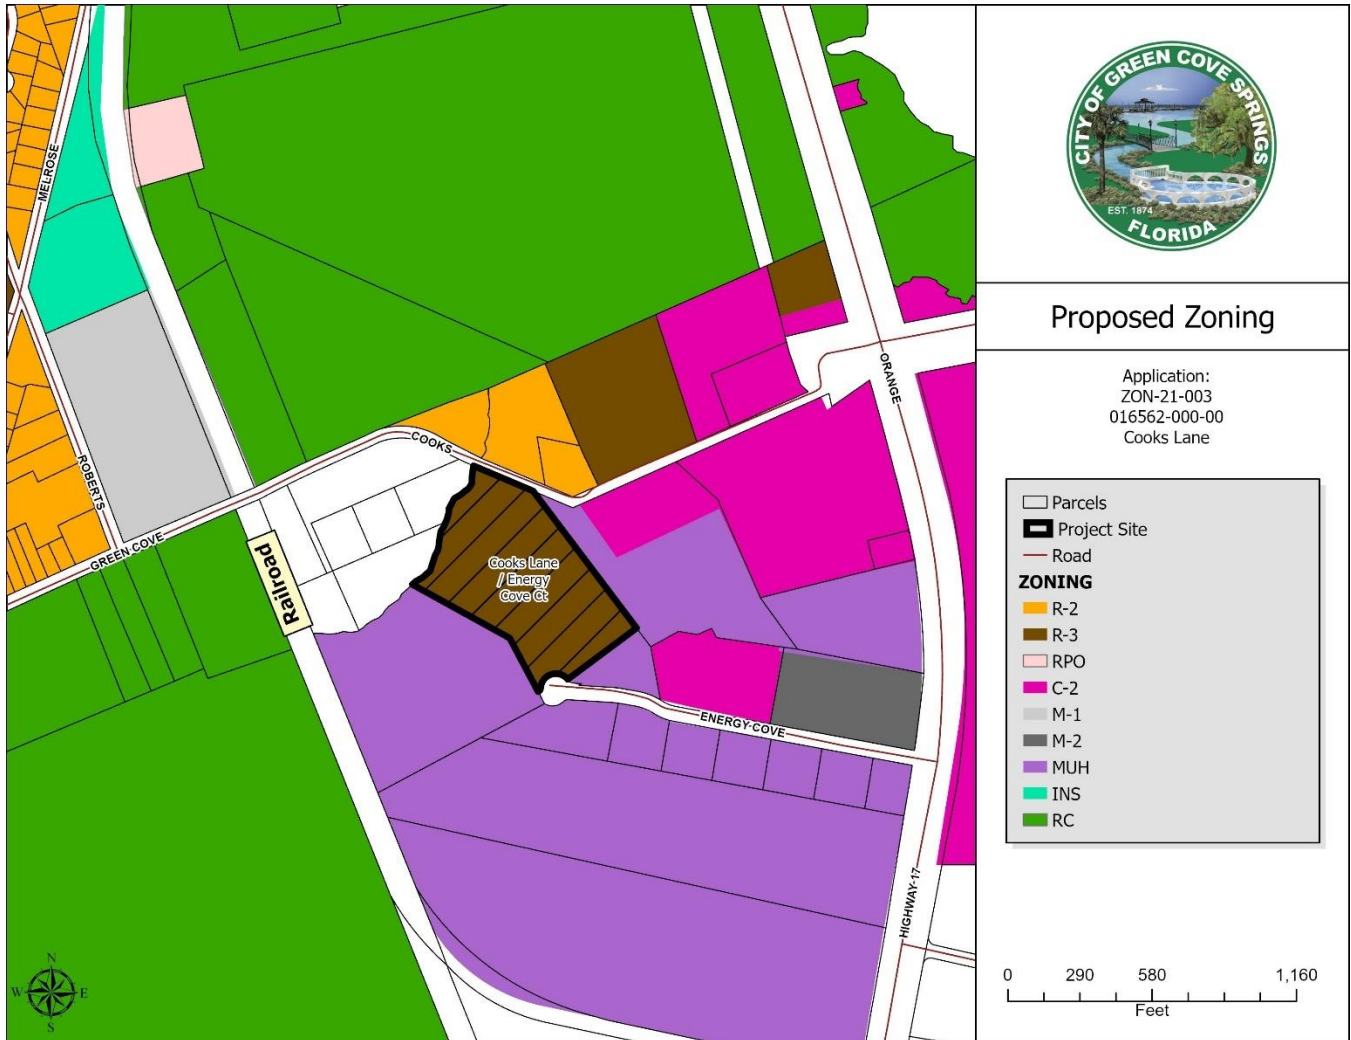 MELROSE
ROBERTS
GREEN COVE
Railroad
COOKS
Cooks Lane
/ Energy
Cove Ct
ENERGY COVE
ORANGE
HIGHWAY 17
N
W E
S
CITY OF GREEN COVE SPRINGS
EST. 1874
FLORIDA
Proposed Zoning
Application:
ZON-21-003
016562-000-00
Cooks Lane
Parcels
Project Site
Road
ZONING
R-2
R-3
RPO
C-2
M-1
M-2
MUH
INS
RC
0 290 580 1,160
Feet